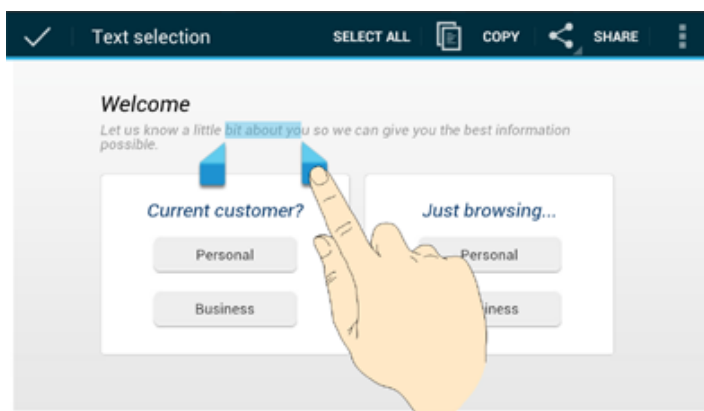 Text selection SELECT ALL COPY SHARE
Welcome
Let us know a little bit about you so we can give you the best information
possible.
Current customer?
Personal
Business
Just browsing...
Personal
iness